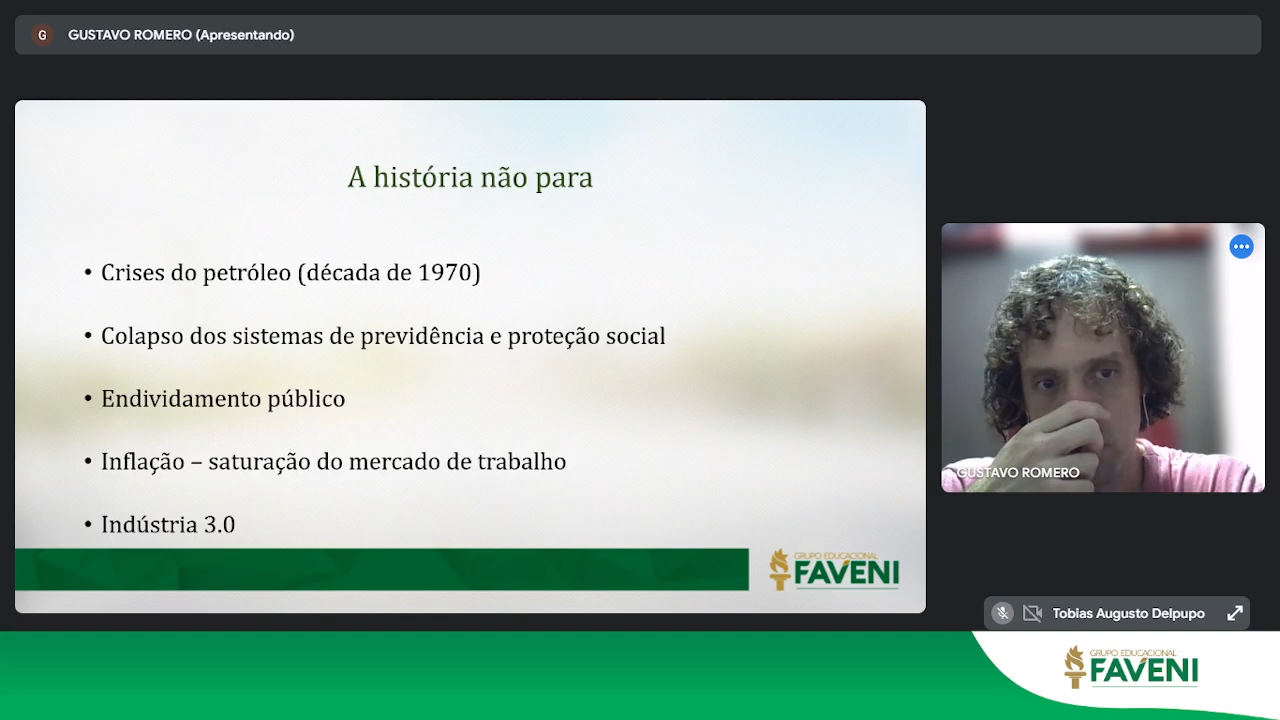 G GUSTAVO ROMERO (Apresentando)
A história não para
• Crises do petróleo (década de 1970)
• Colapso dos sistemas de previdência e proteção social
• Endividamento público
• Inflação – saturação do mercado de trabalho
• Indústria 3.0
GRUPO EDUCACIONAL
FAVENI
GUSTAVO ROMERO
Tobias Augusto Delpupo
GRUPO EDUCACIONAL
FAVENI